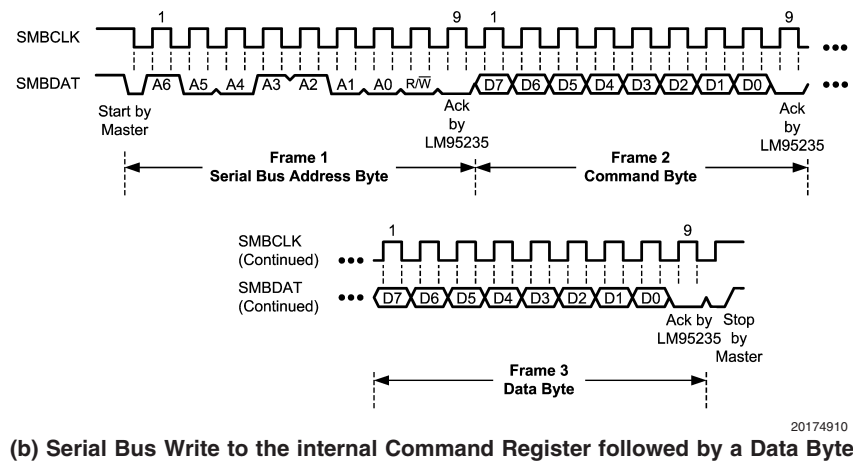 1 9 1 9
SMBCLK
SMBDAT A6 A5 A4 A3 A2 A1 A0 R/W̅ D7 D6 D5 D4 D3 D2 D1 D0
Start by
Master
Ack
by
LM95235
Ack
by
LM95235
Frame 1
Serial Bus Address Byte
Frame 2
Command Byte
1 9
SMBCLK
(Continued)
SMBDAT
(Continued)
D7 D6 D5 D4 D3 D2 D1 D0
Ack by
LM95235
Stop
by
Master
Frame 3
Data Byte
20174910
(b) Serial Bus Write to the internal Command Register followed by a Data Byte